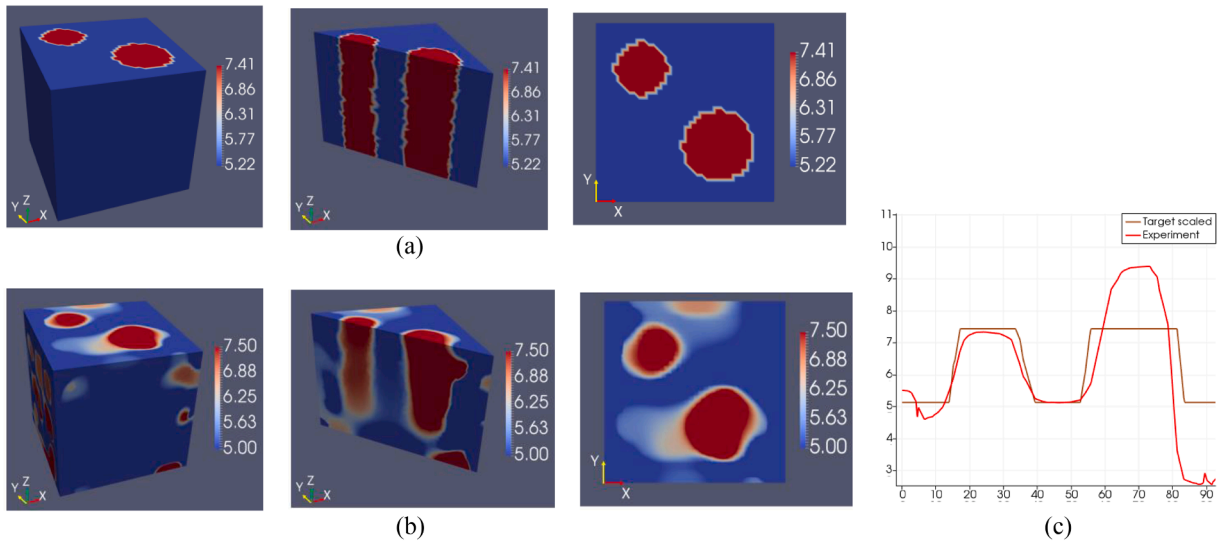 7.41
6.86
6.31
5.77
5.22
Z
Y
X
7.41
6.86
6.31
5.77
5.22
Z
Y
X
7.41
6.86
6.31
5.77
5.22
Y
X
(a)
7.50
6.88
6.25
5.63
5.00
Z
Y
X
7.50
6.88
6.25
5.63
5.00
Z
Y
X
7.50
6.88
6.25
5.63
5.00
Y
X
(b)
Target scaled
Experiment
11
10
9
8
7
6
5
4
3
0 10 20 30 40 50 60 70 80 90
(c)